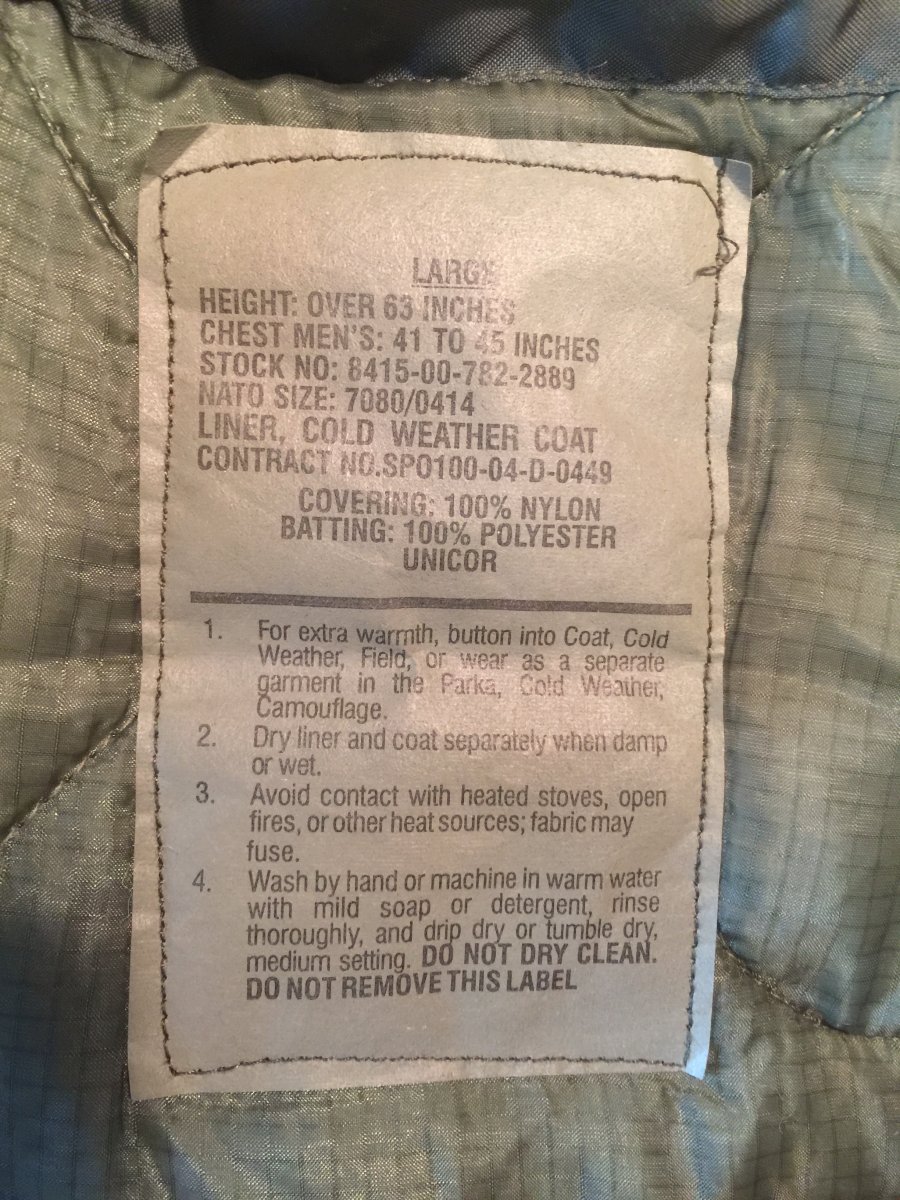 LARGE
HEIGHT: OVER 63 INCHES
CHEST MEN'S: 41 TO 45 INCHES
STOCK NO: 8415-00-782-2889
NATO SIZE: 7080/0414
LINER, COLD WEATHER COAT
CONTRACT NO.SPO100-04-D-0449
COVERING: 100% NYLON
BATTING: 100% POLYESTER
UNICOR
1. For extra warmth, button into Coat, Cold
Weather, Field, or wear as a separate
garment in the Parka, Cold Weather,
Camouflage.
2. Dry liner and coat separately when damp
or wet.
3. Avoid contact with heated stoves, open
fires, or other heat sources; fabric may
fuse.
4. Wash by hand or machine in warm water
with mild soap or detergent, rinse
thoroughly, and drip dry or tumble dry,
medium setting. DO NOT DRY CLEAN.
DO NOT REMOVE THIS LABEL